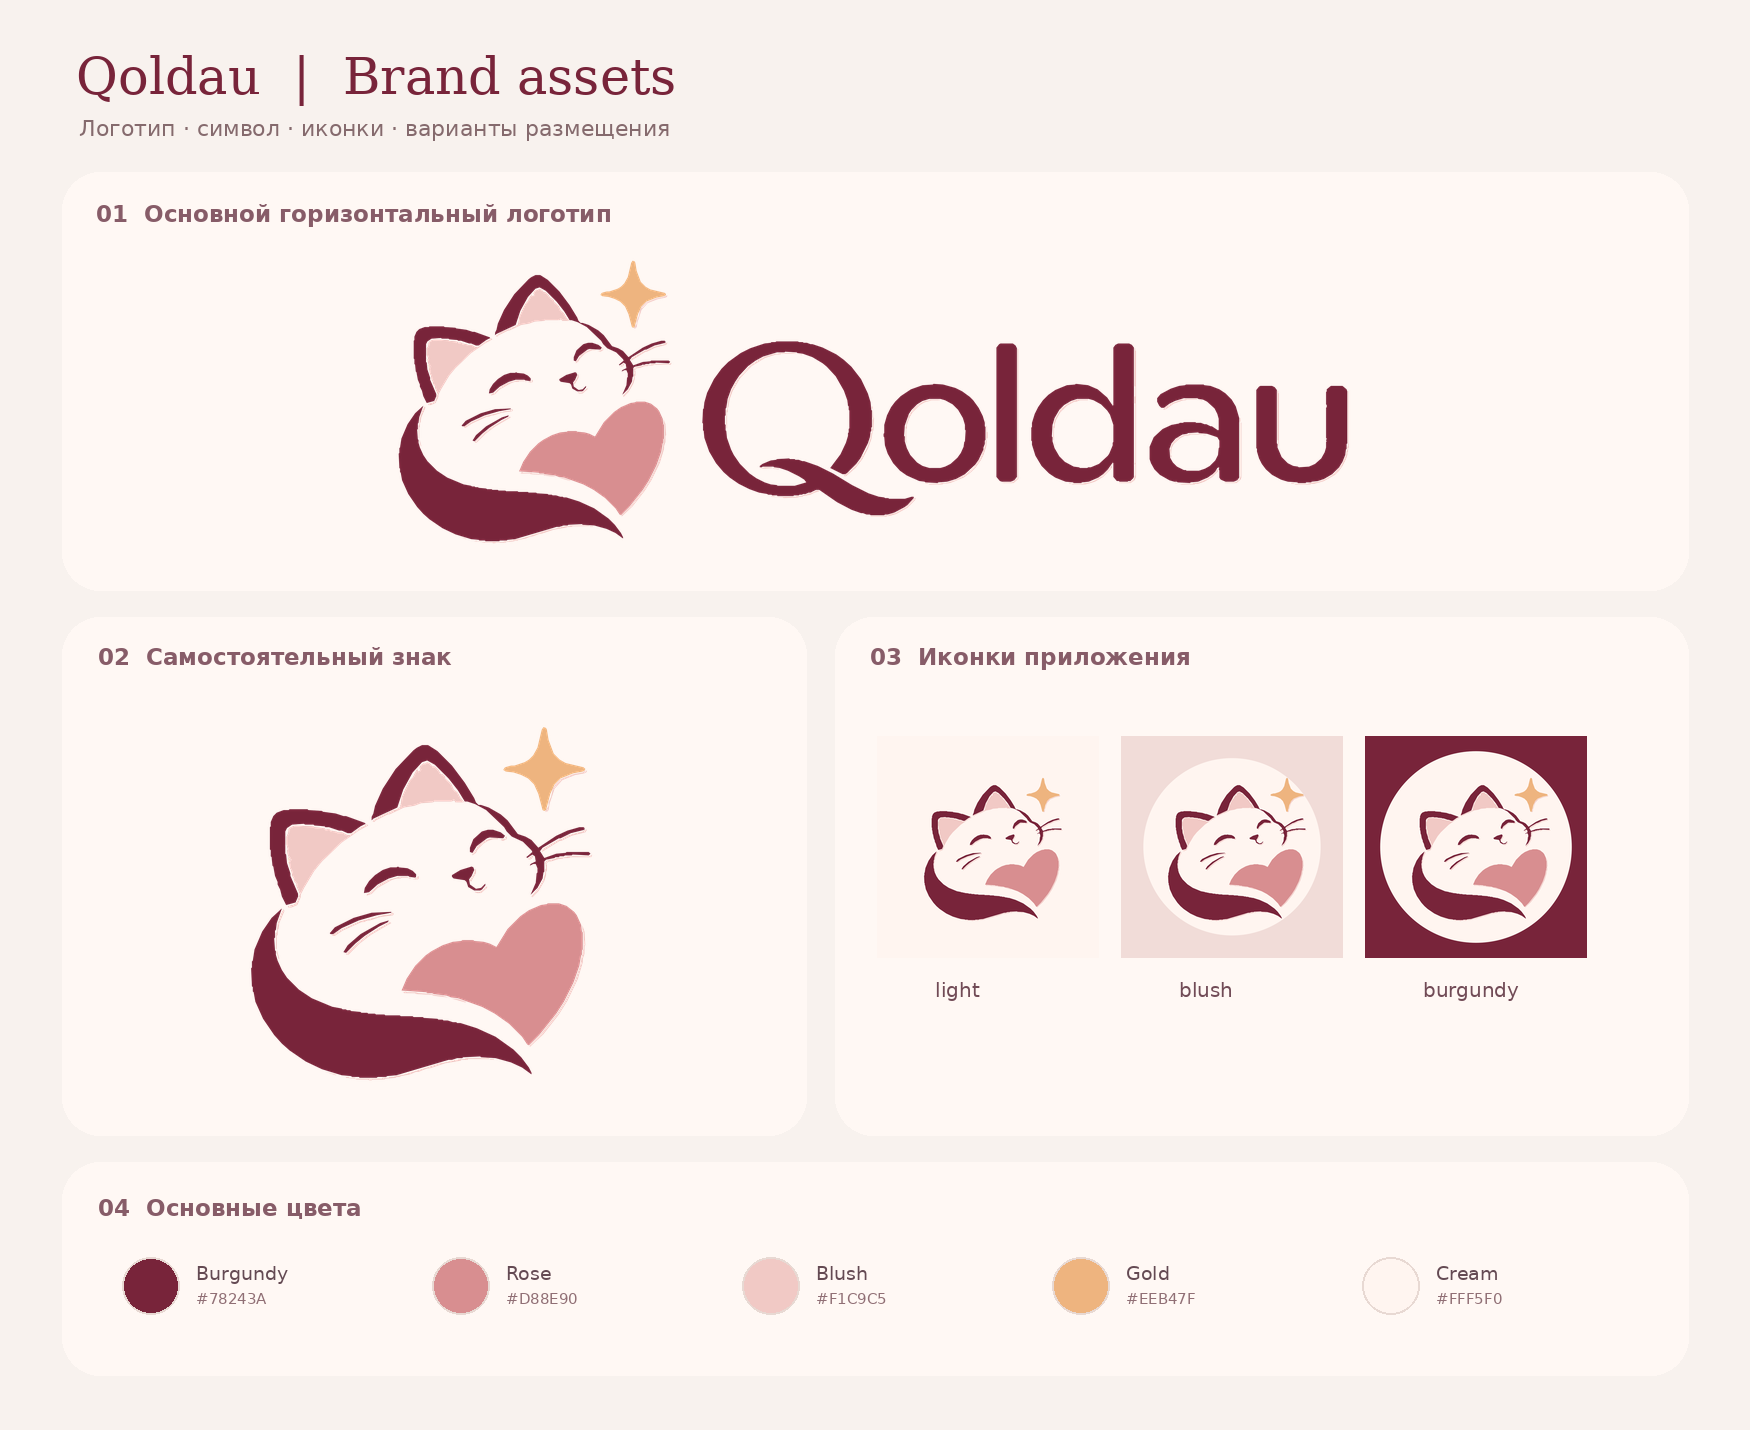 Qoldau | Brand assets
Логотип · символ · иконки · варианты размещения
01 Основной горизонтальный логотип
Qoldau
02 Самостоятельный знак
03 Иконки приложения
light
blush
burgundy
04 Основные цвета
Burgundy
#78243A
Rose
#D88E90
Blush
#F1C9C5
Gold
#EEB47F
Cream
#FFF5F0